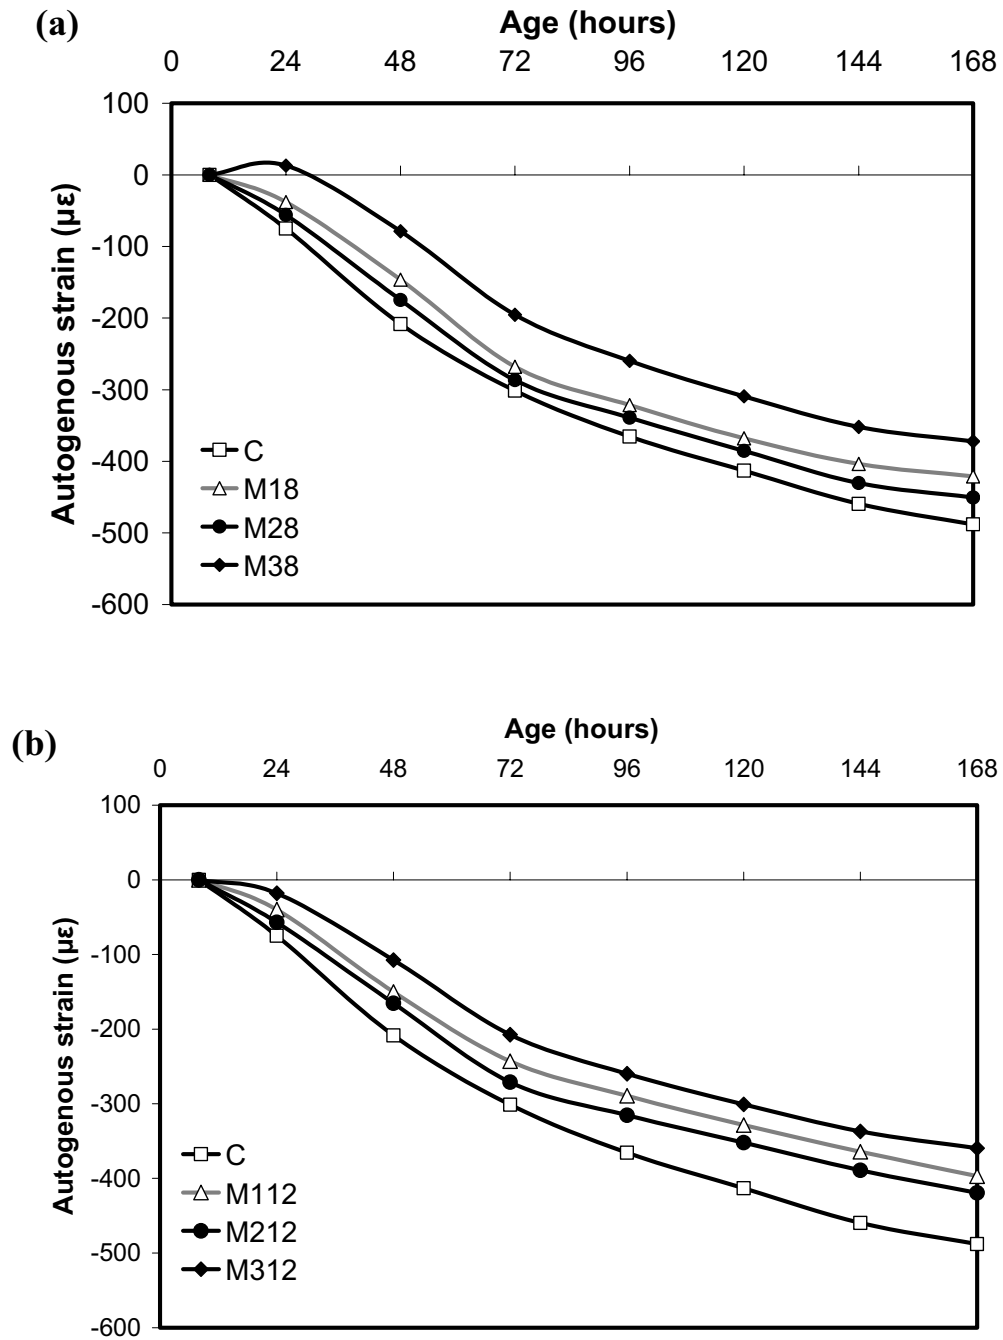 (a)
Age (hours)
0 24 48 72 96 120 144 168
100
0
-100
-200
-300
-400
-500
-600
Autogenous strain (με)
C
M18
M28
M38
(b)
Age (hours)
0 24 48 72 96 120 144 168
100
0
-100
-200
-300
-400
-500
-600
Autogenous strain (με)
C
M112
M212
M312